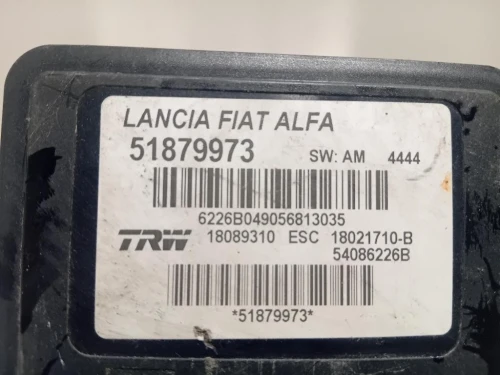 LANCIA FIAT ALFA
51879973 SW: AM 4444
6226B049056813035
TRW 18089310 ESC 18021710-B
54086226B
*51879973*